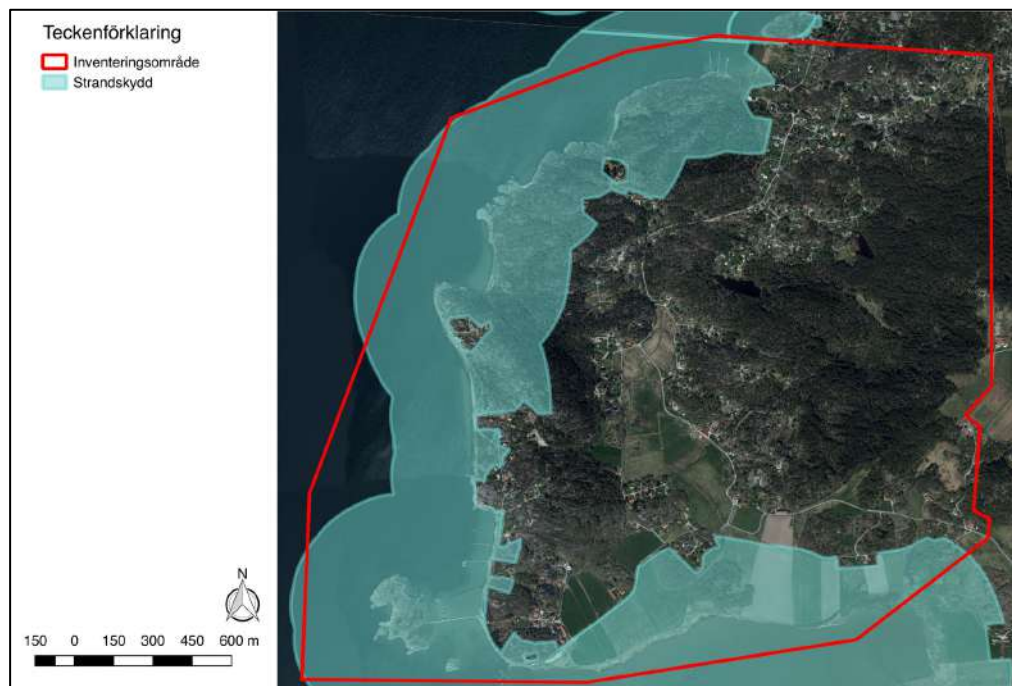 Teckenförklaring
Inventeringsområde
Strandskydd
N
150 0 150 300 450 600 m